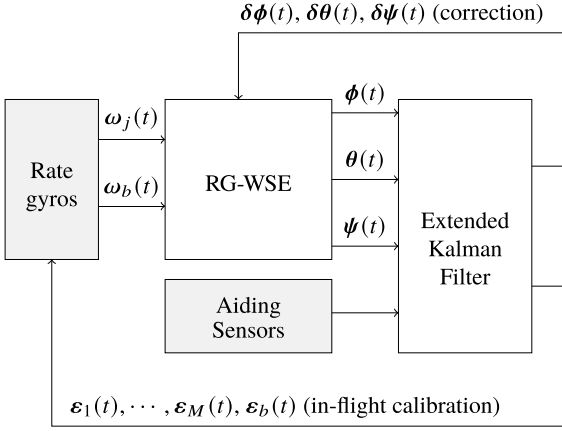 δϕ(t), δθ(t), δψ(t) (correction)
ω_j(t)
ω_b(t)
Rate
gyros
RG-WSE
ϕ(t)
θ(t)
ψ(t)
Extended
Kalman
Filter
Aiding
Sensors
ε₁(t), ⋯ , ε_M(t), ε_b(t) (in-flight calibration)